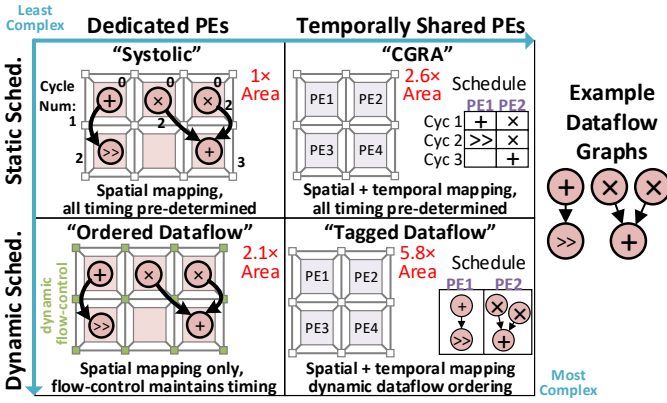 Least
Complex
Dedicated PEs
Temporally Shared PEs
Static Sched.
"Systolic"
1×
Area
Cycle
Num:
0
0
0
+
×
×
1
2
2
2
>>
+
3
Spatial mapping,
all timing pre-determined
"CGRA"
2.6×
Area
PE1 PE2
PE3 PE4
Schedule
PE1 PE2
Cyc 1 + ×
Cyc 2 >> ×
Cyc 3 +
Spatial + temporal mapping,
all timing pre-determined
Example
Dataflow
Graphs
+ × ×
>> +
Dynamic Sched.
"Ordered Dataflow"
2.1×
Area
dynamic
flow-control
+ × ×
>> +
Spatial mapping only,
flow-control maintains timing
"Tagged Dataflow"
5.8×
Area
PE1 PE2
PE3 PE4
Schedule
PE1 PE2
+ × ×
>> +
Spatial + temporal mapping
dynamic dataflow ordering
Most
Complex